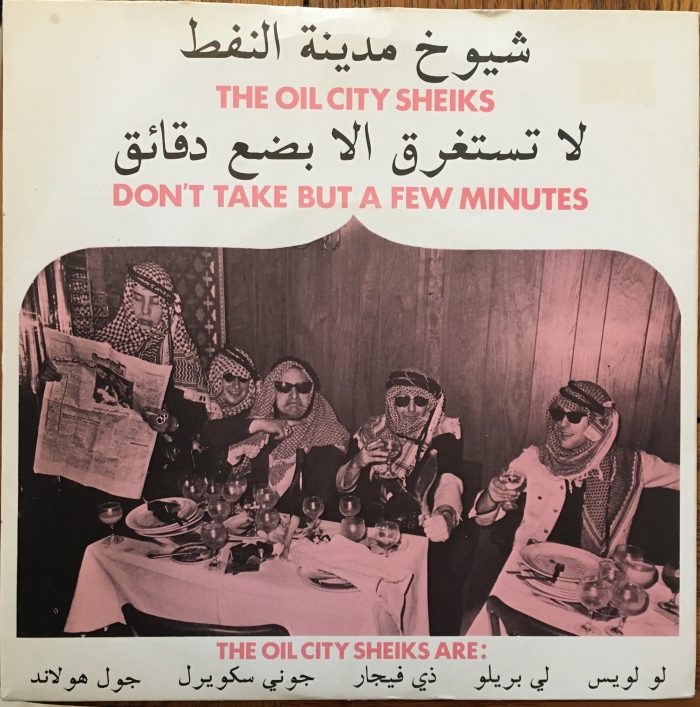 شيوخ مدينة النفط
THE OIL CITY SHEIKS
لا تستغرق الا بضع دقائق
DON'T TAKE BUT A FEW MINUTES
THE OIL CITY SHEIKS ARE:
لو لويس لي بريلو ذي فيجار جوني سكويرل جول هولاند